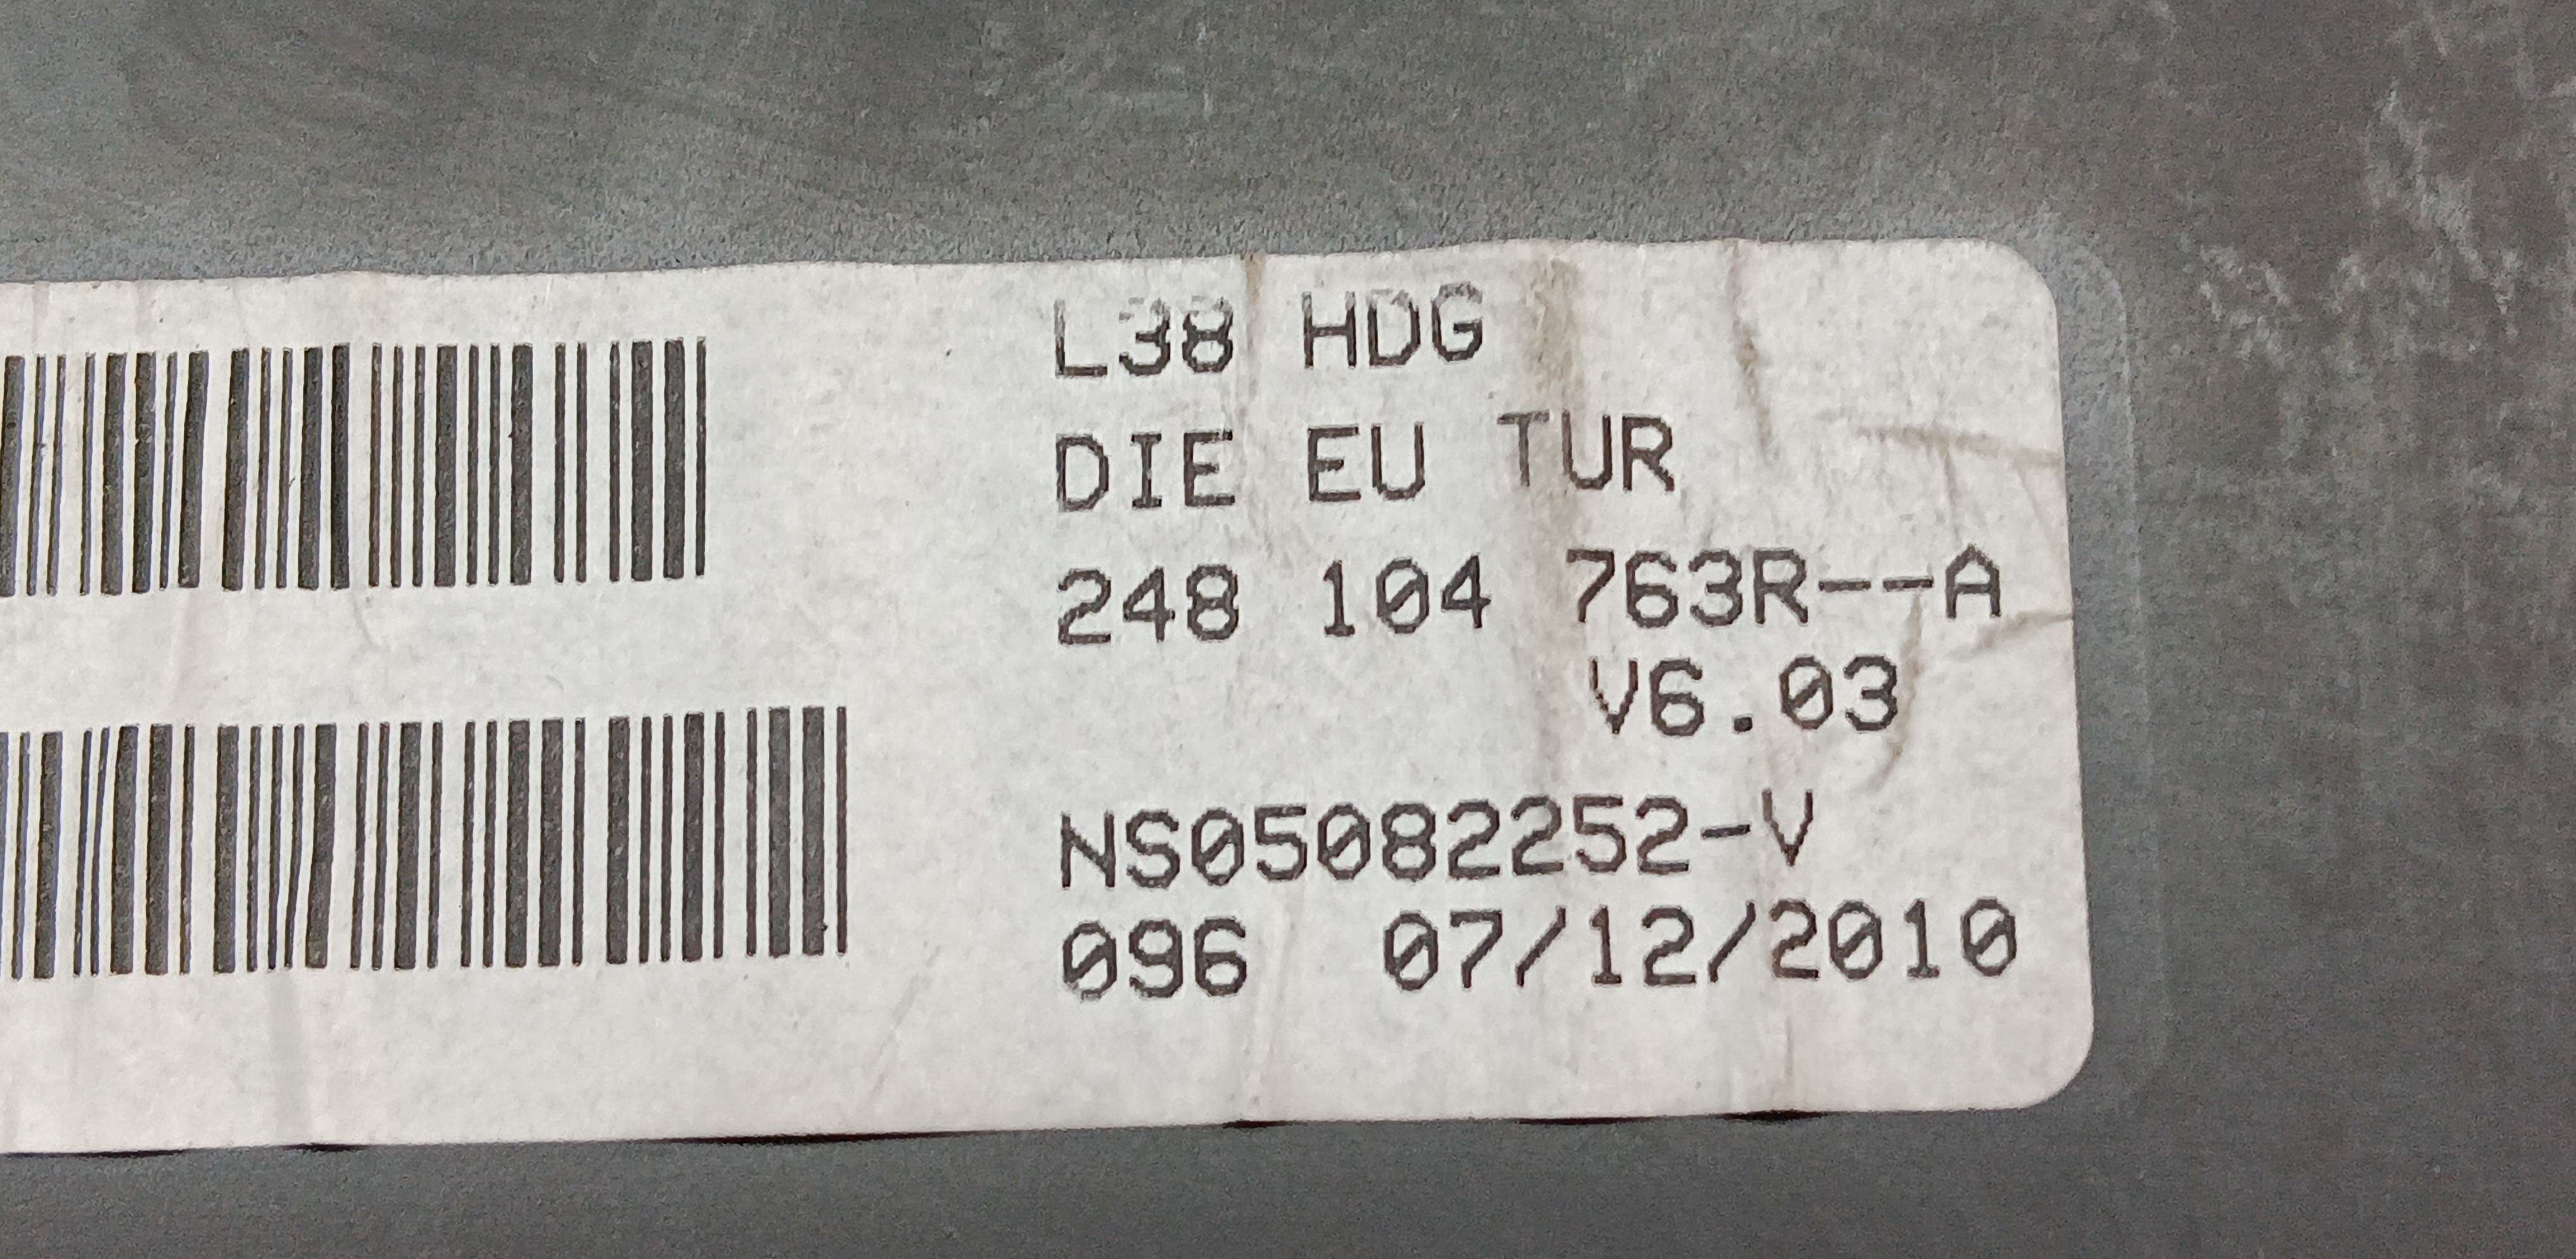 L38 HDG
DIE EU TUR
248 104 763R--A
V6.03
NS05082252-V
096 07/12/2010